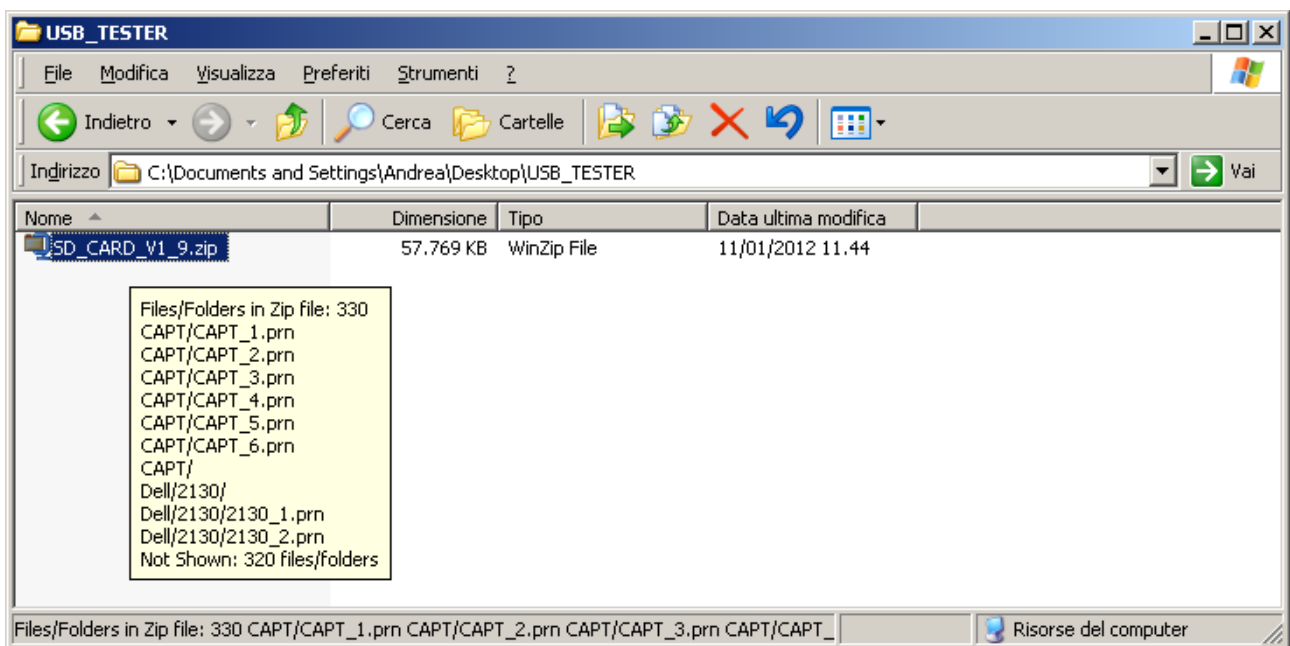 USB_TESTER
File Modifica Visualizza Preferiti Strumenti ?
Indietro Cerca Cartelle
Indirizzo C:\Documents and Settings\Andrea\Desktop\USB_TESTER Vai
Nome Dimensione Tipo Data ultima modifica
SD_CARD_V1_9.zip 57.769 KB WinZip File 11/01/2012 11.44
Files/Folders in Zip file: 330
CAPT/CAPT_1.prn
CAPT/CAPT_2.prn
CAPT/CAPT_3.prn
CAPT/CAPT_4.prn
CAPT/CAPT_5.prn
CAPT/CAPT_6.prn
CAPT/
Dell/2130/
Dell/2130/2130_1.prn
Dell/2130/2130_2.prn
Not Shown: 320 files/folders
Files/Folders in Zip file: 330 CAPT/CAPT_1.prn CAPT/CAPT_2.prn CAPT/CAPT_3.prn CAPT/CAPT_ Risorse del computer